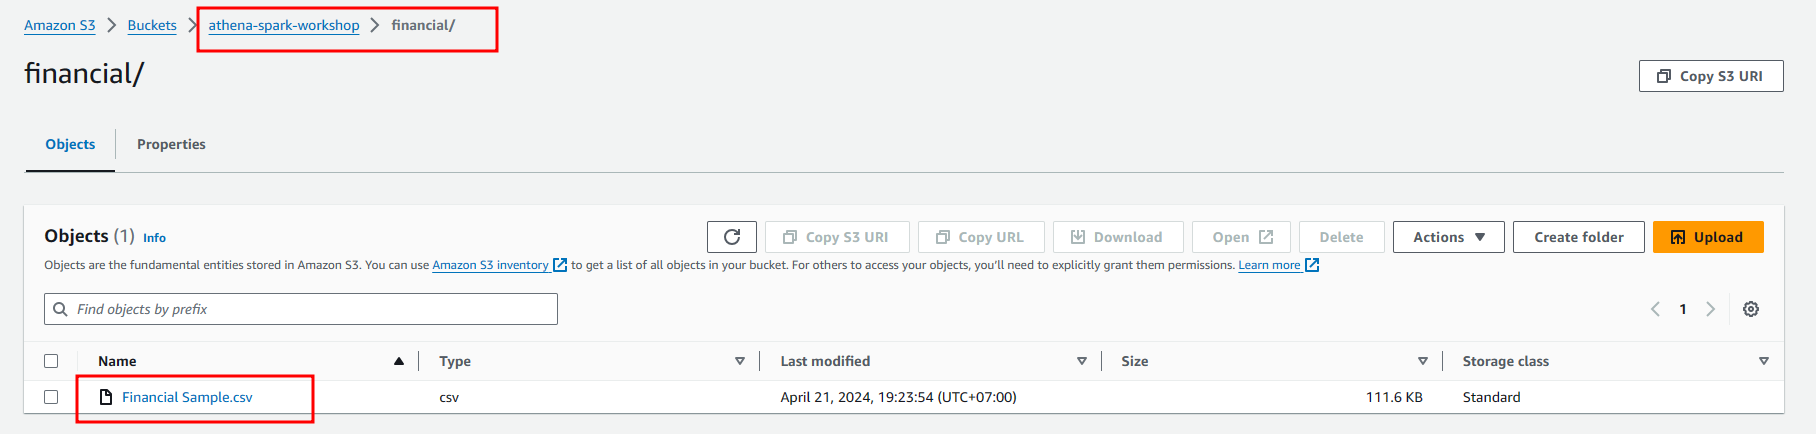 Amazon S3 > Buckets > athena-spark-workshop > financial/
financial/
Copy S3 URI
Objects
Properties
Objects (1) Info
Copy S3 URI
Copy URL
Download
Open
Delete
Actions
Create folder
Upload
Objects are the fundamental entities stored in Amazon S3. You can use Amazon S3 inventory to get a list of all objects in your bucket. For others to access your objects, you'll need to explicitly grant them permissions. Learn more
Find objects by prefix
1
Name Type Last modified Size Storage class
Financial Sample.csv csv April 21, 2024, 19:23:54 (UTC+07:00) 111.6 KB Standard